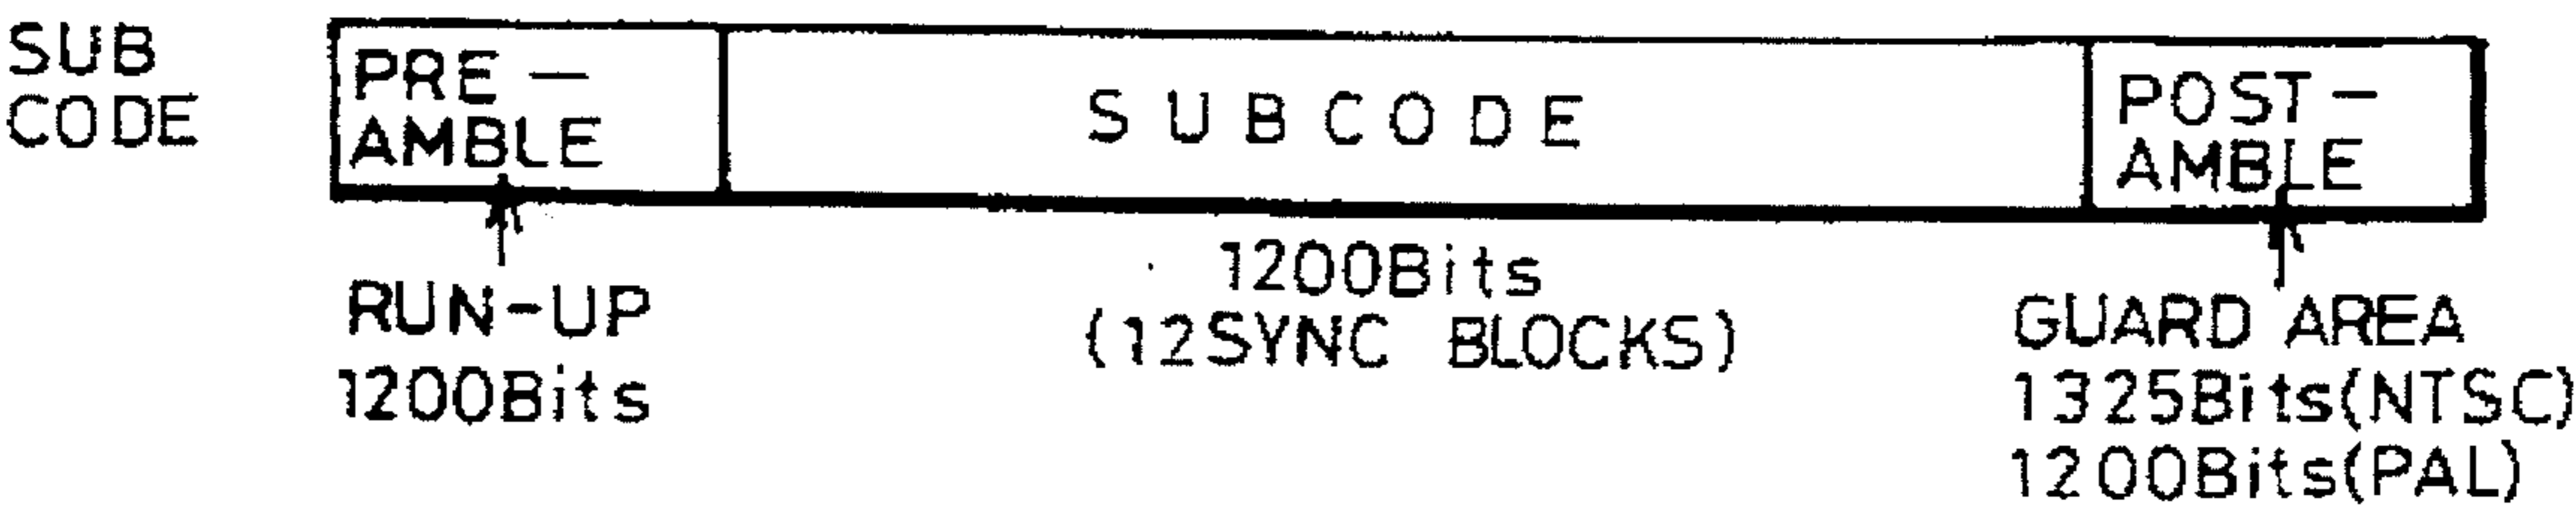 SUB
CODE
PRE-
AMBLE
SUBCODE
POST-
AMBLE
RUN-UP
1200Bits
1200Bits
(12SYNC BLOCKS)
GUARD AREA
1325Bits(NTSC)
1200Bits(PAL)